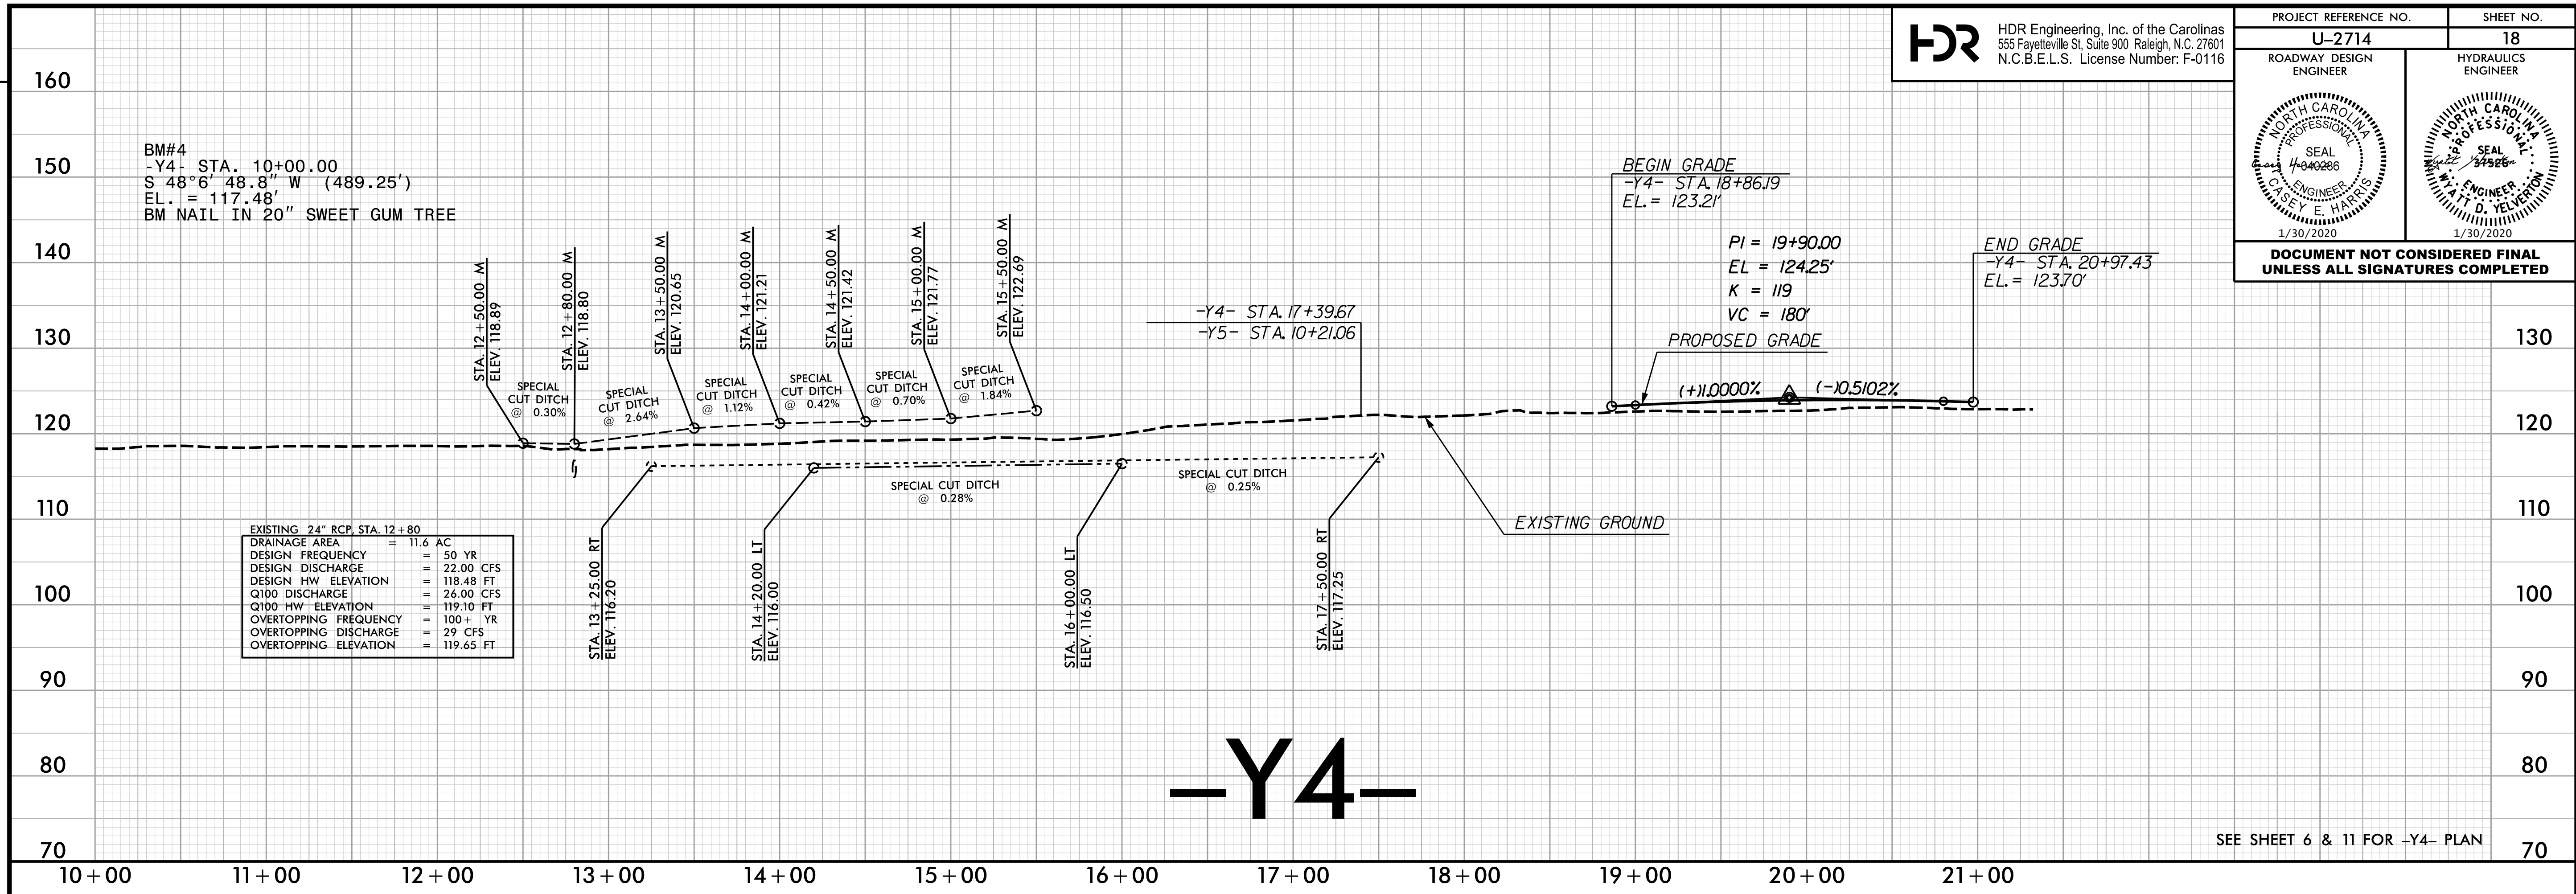 HDR
HDR Engineering, Inc. of the Carolinas
555 Fayetteville St, Suite 900 Raleigh, N.C. 27601
N.C.B.E.L.S. License Number: F-0116
PROJECT REFERENCE NO.
SHEET NO.
U-2714
18
ROADWAY DESIGN
ENGINEER
HYDRAULICS
ENGINEER
NORTH CAROLINA
PROFESSIONAL
SEAL
040286
ENGINEER
CASEY E. HARRIS
1/30/2020
NORTH CAROLINA
PROFESSIONAL
SEAL
37526
ENGINEER
WYATT D. YELVERTON
1/30/2020
DOCUMENT NOT CONSIDERED FINAL
UNLESS ALL SIGNATURES COMPLETED
160
150
140
130
120
110
100
90
80
70
BM#4
-Y4- STA. 10+00.00
S 48°6' 48.8" W (489.25')
EL. = 117.48'
BM NAIL IN 20" SWEET GUM TREE
STA. 12+50.00 M
ELEV. 118.89
STA. 12+80.00 M
ELEV. 118.80
STA. 13+50.00 M
ELEV. 120.65
STA. 14+00.00 M
ELEV. 121.21
STA. 14+50.00 M
ELEV. 121.42
STA. 15+00.00 M
ELEV. 121.77
STA. 15+50.00 M
ELEV. 122.69
SPECIAL
CUT DITCH
@ 0.30%
SPECIAL
CUT DITCH
@ 2.64%
SPECIAL
CUT DITCH
@ 1.12%
SPECIAL
CUT DITCH
@ 0.42%
SPECIAL
CUT DITCH
@ 0.70%
SPECIAL
CUT DITCH
@ 1.84%
-Y4- STA. 17+39.67
-Y5- STA. 10+21.06
BEGIN GRADE
-Y4- STA. 18+86.19
EL. = 123.21'
PI = 19+90.00
EL = 124.25'
K = 119
VC = 180'
PROPOSED GRADE
(+)1.0000%
(-)0.5102%
END GRADE
-Y4- STA. 20+97.43
EL. = 123.70'
SPECIAL CUT DITCH
@ 0.28%
SPECIAL CUT DITCH
@ 0.25%
EXISTING GROUND
STA. 13+25.00 RT
ELEV. 116.20
STA. 14+20.00 LT
ELEV. 116.00
STA. 16+00.00 LT
ELEV. 116.50
STA. 17+50.00 RT
ELEV. 117.25
EXISTING 24" RCP, STA. 12+80
DRAINAGE AREA = 11.6 AC
DESIGN FREQUENCY = 50 YR
DESIGN DISCHARGE = 22.00 CFS
DESIGN HW ELEVATION = 118.48 FT
Q100 DISCHARGE = 26.00 CFS
Q100 HW ELEVATION = 119.10 FT
OVERTOPPING FREQUENCY = 100+ YR
OVERTOPPING DISCHARGE = 29 CFS
OVERTOPPING ELEVATION = 119.65 FT
130
120
110
100
90
80
70
-Y4-
SEE SHEET 6 & 11 FOR -Y4- PLAN
10+00 11+00 12+00 13+00 14+00 15+00 16+00 17+00 18+00 19+00 20+00 21+00